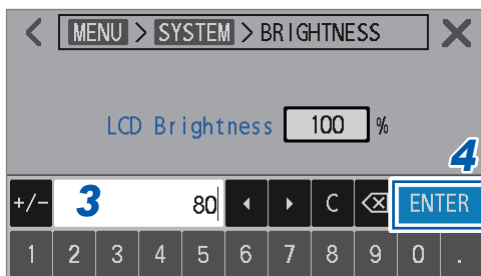 < MENU > SYSTEM > BRIGHTNESS X
LCD Brightness 100 %
4
+/- 3 80 C ENTER
1 2 3 4 5 6 7 8 9 0 .